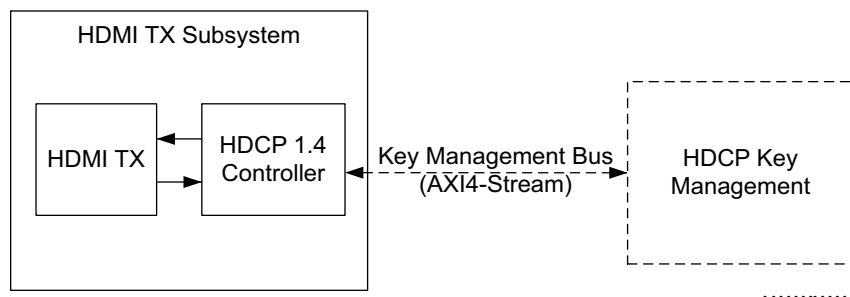 HDMI TX Subsystem
HDMI TX
HDCP 1.4
Controller
Key Management Bus
(AXI4-Stream)
HDCP Key
Management